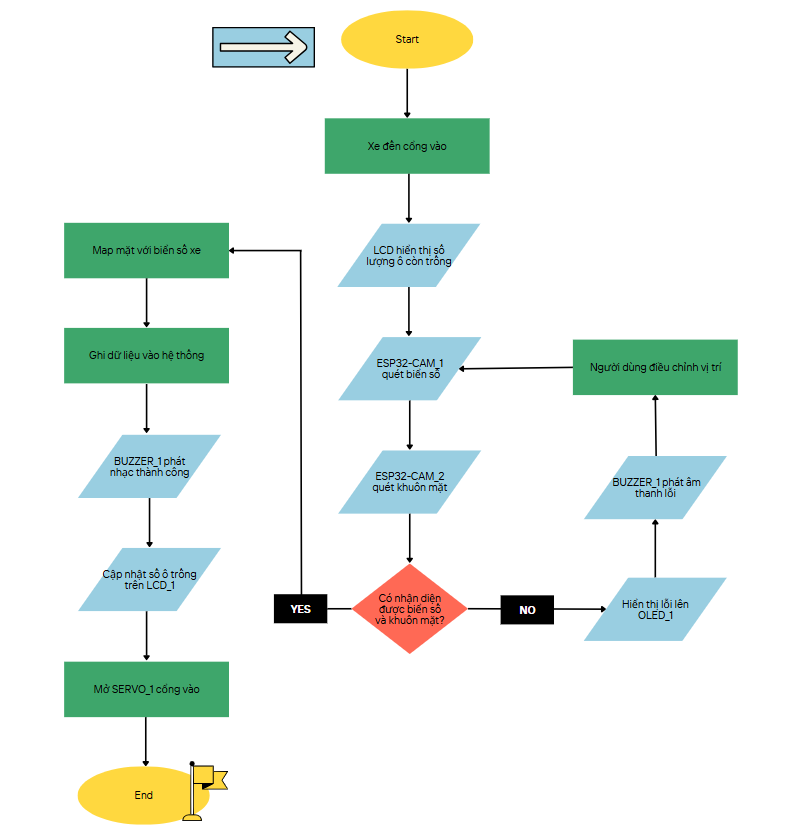 Start
Xe đến cổng vào
LCD hiển thị số
lượng ô còn trống
ESP32-CAM_1
quét biển số
ESP32-CAM_2
quét khuôn mặt
Có nhận diện
được biển số
và khuôn mặt?
YES
NO
Map mặt với biển số xe
Ghi dữ liệu vào hệ thống
BUZZER_1 phát
nhạc thành công
Cập nhật số ô trống
trên LCD_1
Mở SERVO_1 cổng vào
End
Hiển thị lỗi lên
OLED_1
BUZZER_1 phát âm
thanh lỗi
Người dùng điều chỉnh vị trí